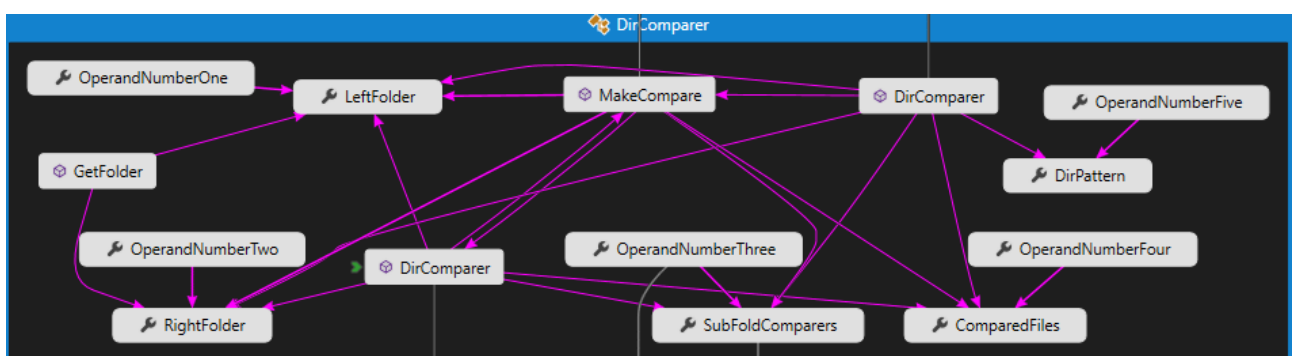 DirComparer
OperandNumberOne
LeftFolder
MakeCompare
DirComparer
OperandNumberFive
GetFolder
DirPattern
OperandNumberTwo
DirComparer
OperandNumberThree
OperandNumberFour
RightFolder
SubFoldComparers
ComparedFiles